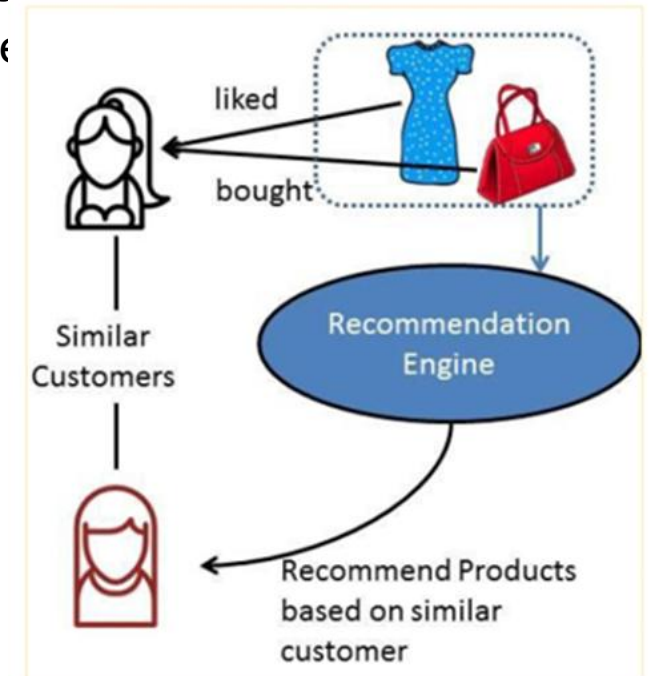 liked
bought
Similar
Customers
Recommendation
Engine
Recommend Products
based on similar
customer